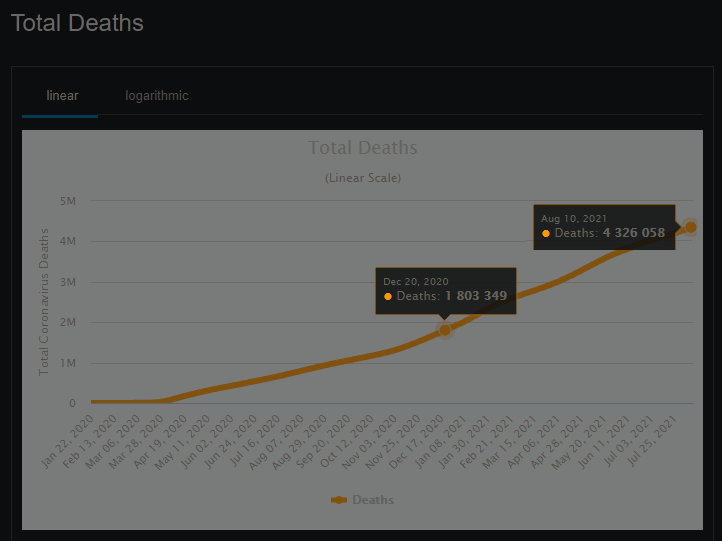 Total Deaths
linear logarithmic
Total Deaths
(Linear Scale)
Total Coronavirus Deaths
5M
4M
3M
2M
1M
0
Aug 10, 2021
Deaths: 4 326 058
Dec 20, 2020
Deaths: 1 803 349
Jan 22, 2020
Feb 13, 2020
Mar 06, 2020
Mar 28, 2020
Apr 19, 2020
May 11, 2020
Jun 02, 2020
Jun 24, 2020
Jul 16, 2020
Aug 07, 2020
Aug 29, 2020
Sep 20, 2020
Oct 12, 2020
Nov 03, 2020
Nov 25, 2020
Dec 17, 2020
Jan 08, 2021
Jan 30, 2021
Feb 21, 2021
Mar 15, 2021
Apr 06, 2021
Apr 28, 2021
May 20, 2021
Jun 11, 2021
Jul 03, 2021
Jul 25, 2021
Deaths